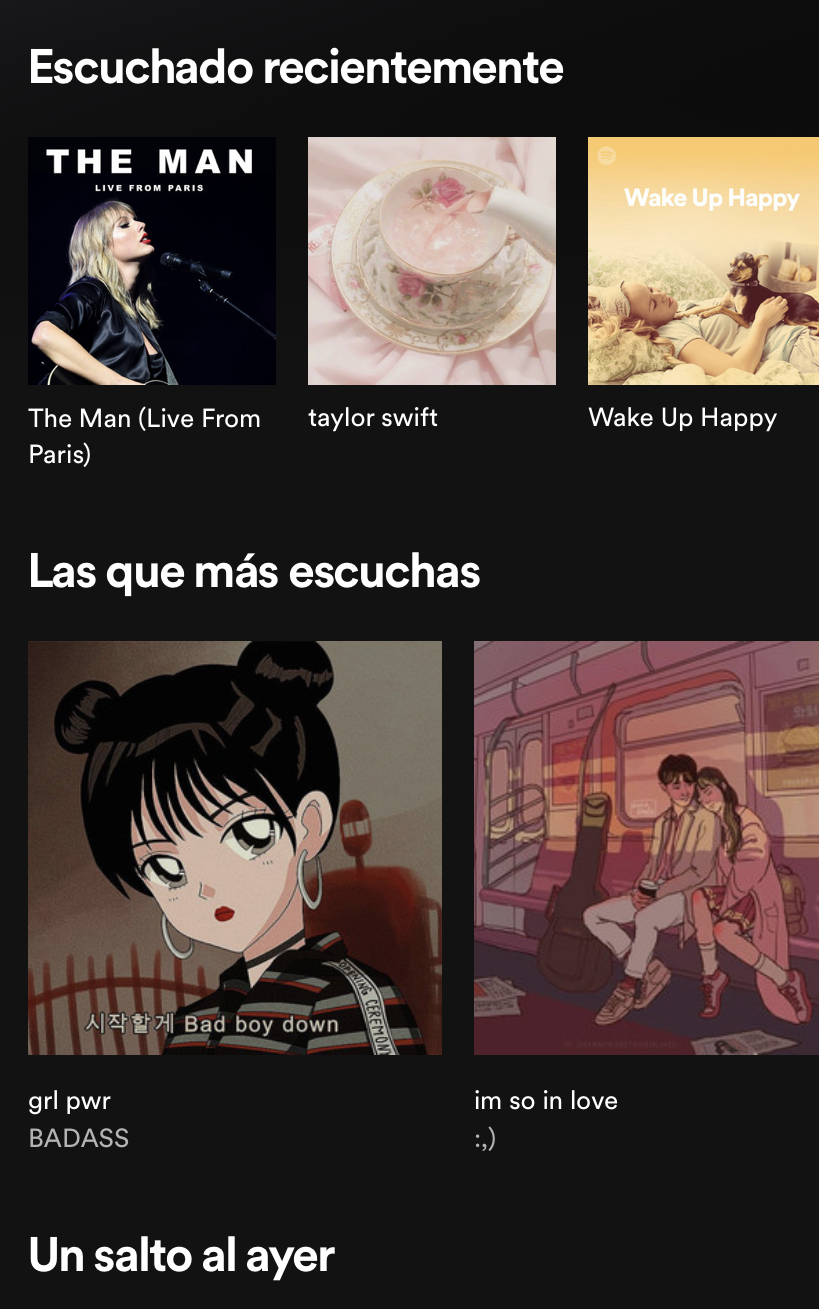 Escuchado recientemente
THE MAN
LIVE FROM PARIS
Wake Up Happy
The Man (Live From
Paris)
taylor swift
Wake Up Happy
Las que más escuchas
시작할게 Bad boy down
grl pwr
BADASS
im so in love
:,)
Un salto al ayer